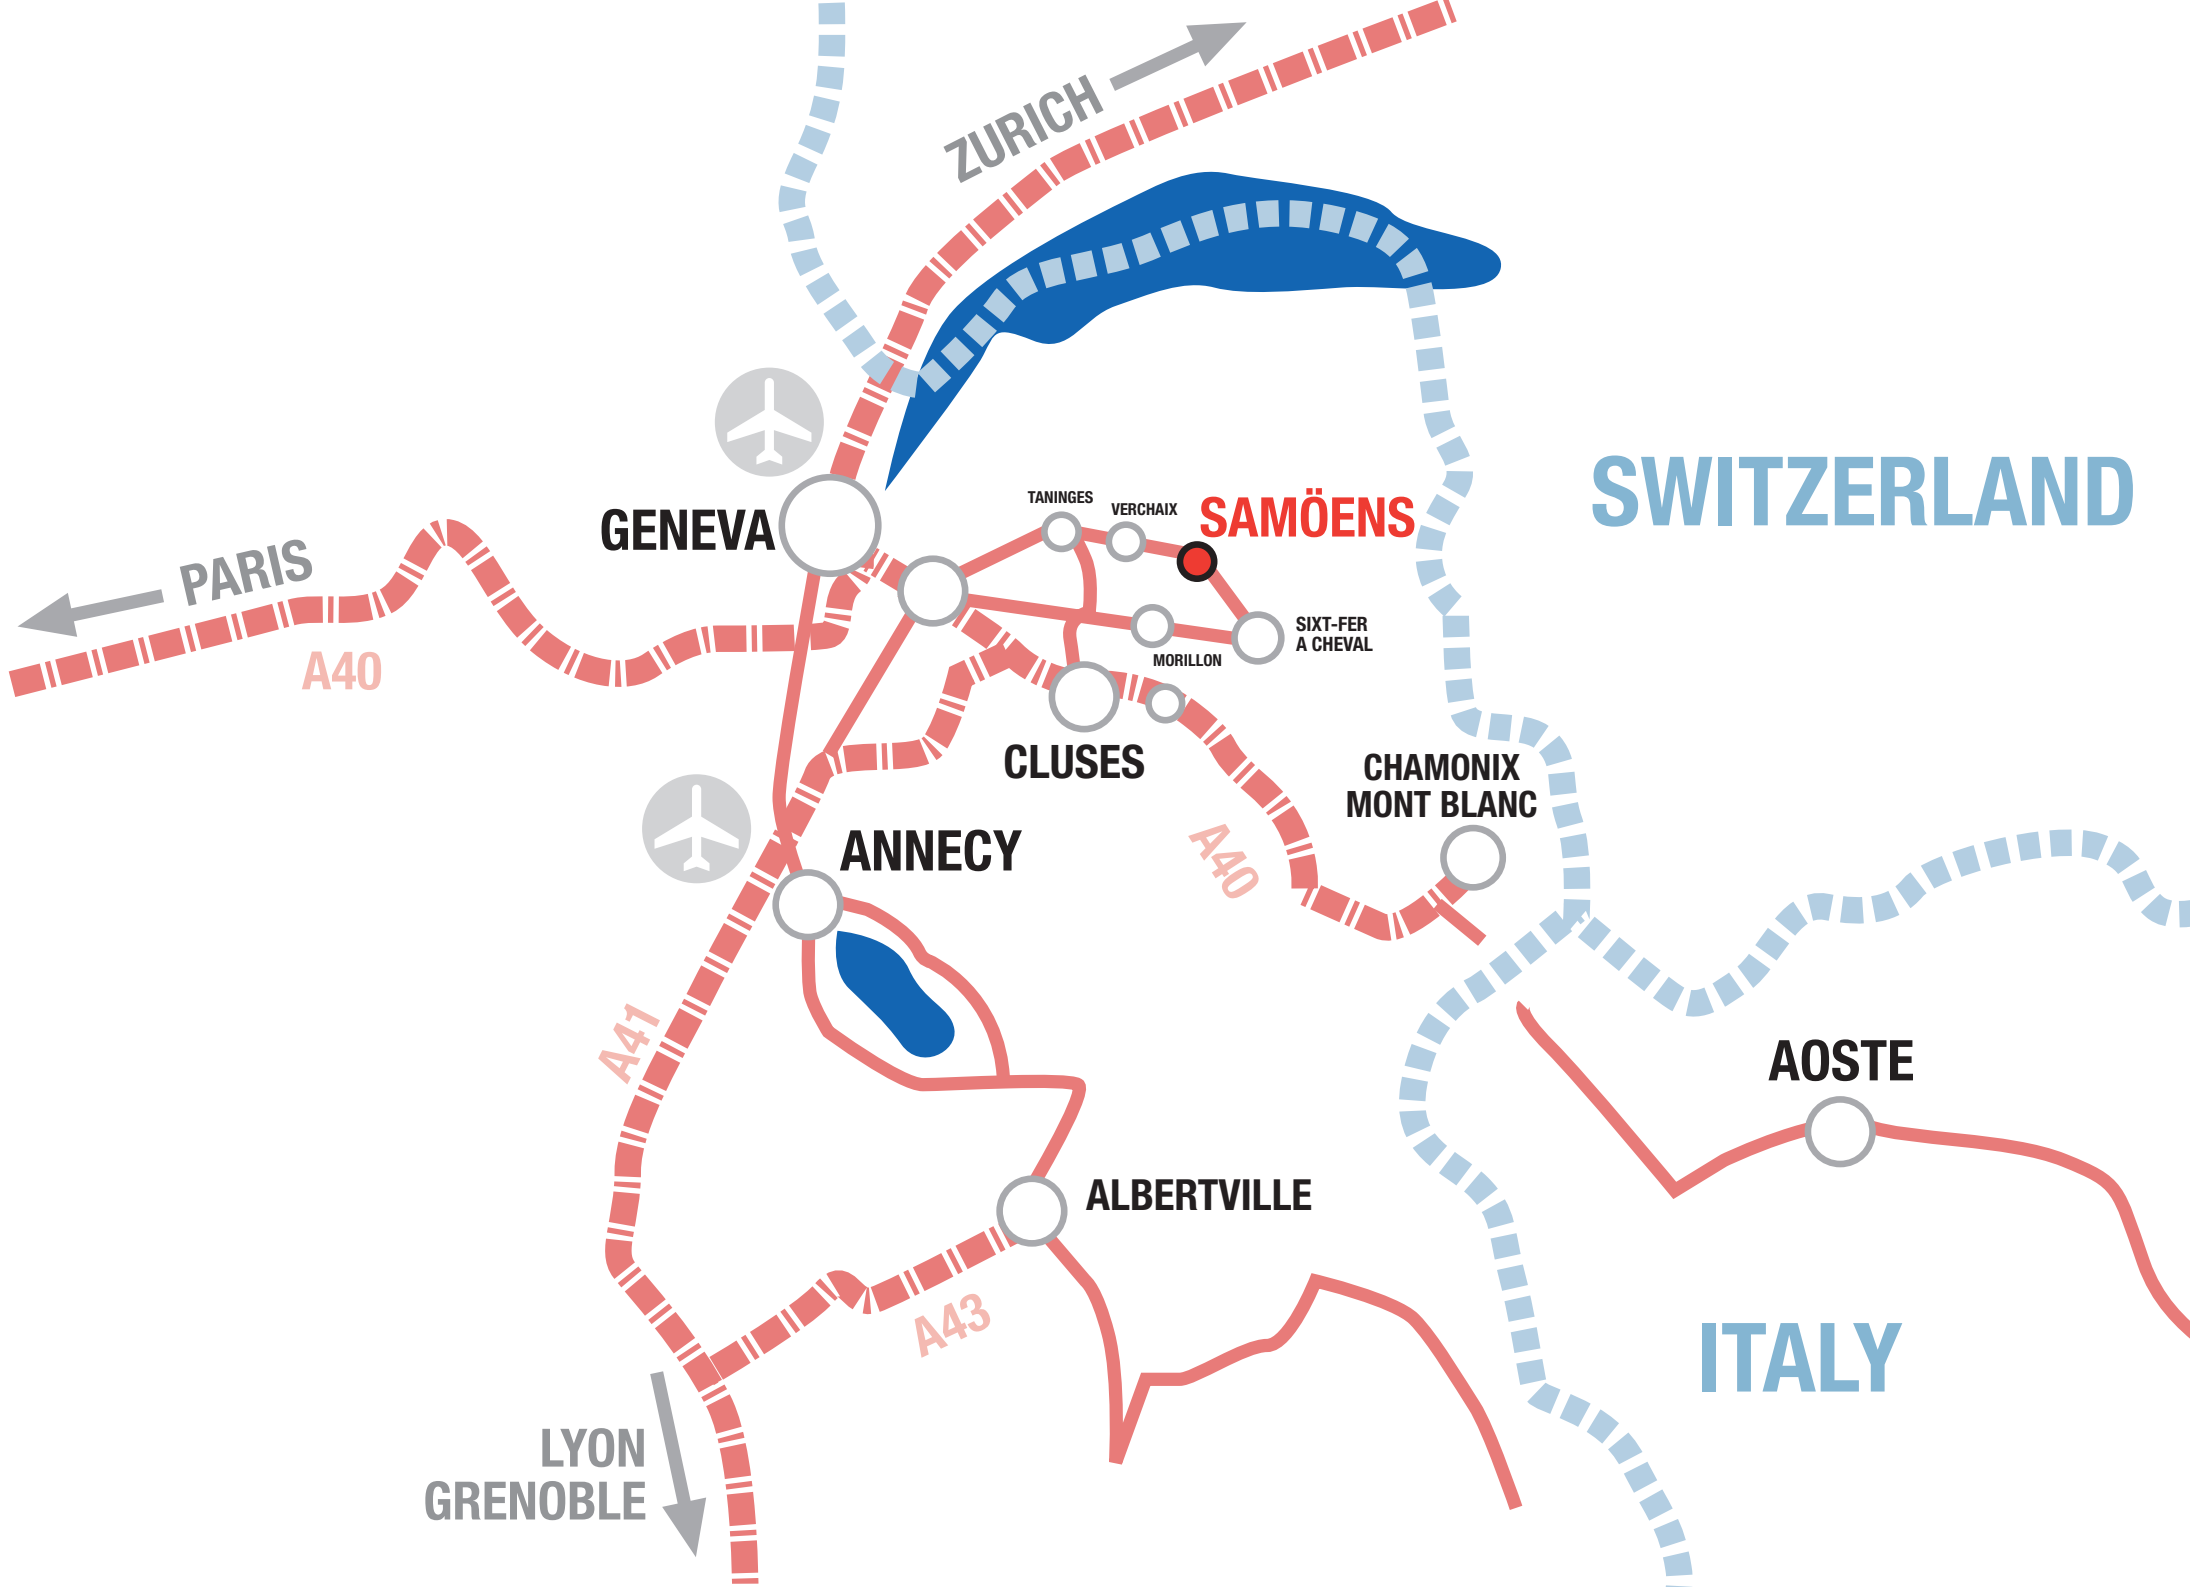 ZURICH
SWITZERLAND
TANINGES
VERCHAIX
SAMÖENS
GENEVA
PARIS
A40
SIXT-FER
A CHEVAL
MORILLON
CLUSES
CHAMONIX
MONT BLANC
A40
ANNECY
A41
AOSTE
ALBERTVILLE
A43
ITALY
LYON
GRENOBLE